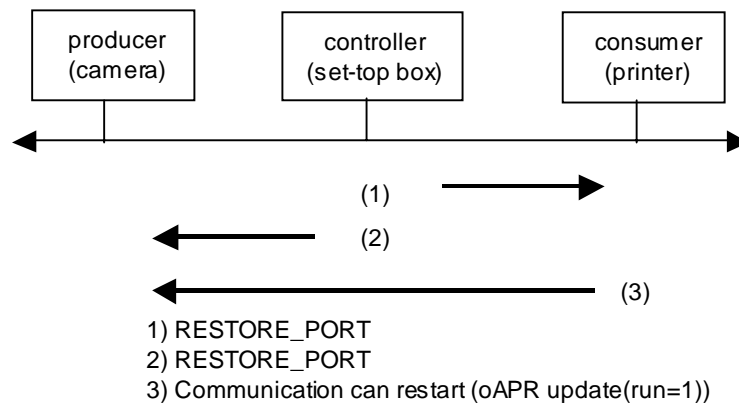 producer
(camera)
controller
(set-top box)
consumer
(printer)
(1)
(2)
(3)
1) RESTORE_PORT
2) RESTORE_PORT
3) Communication can restart (oAPR update(run=1))